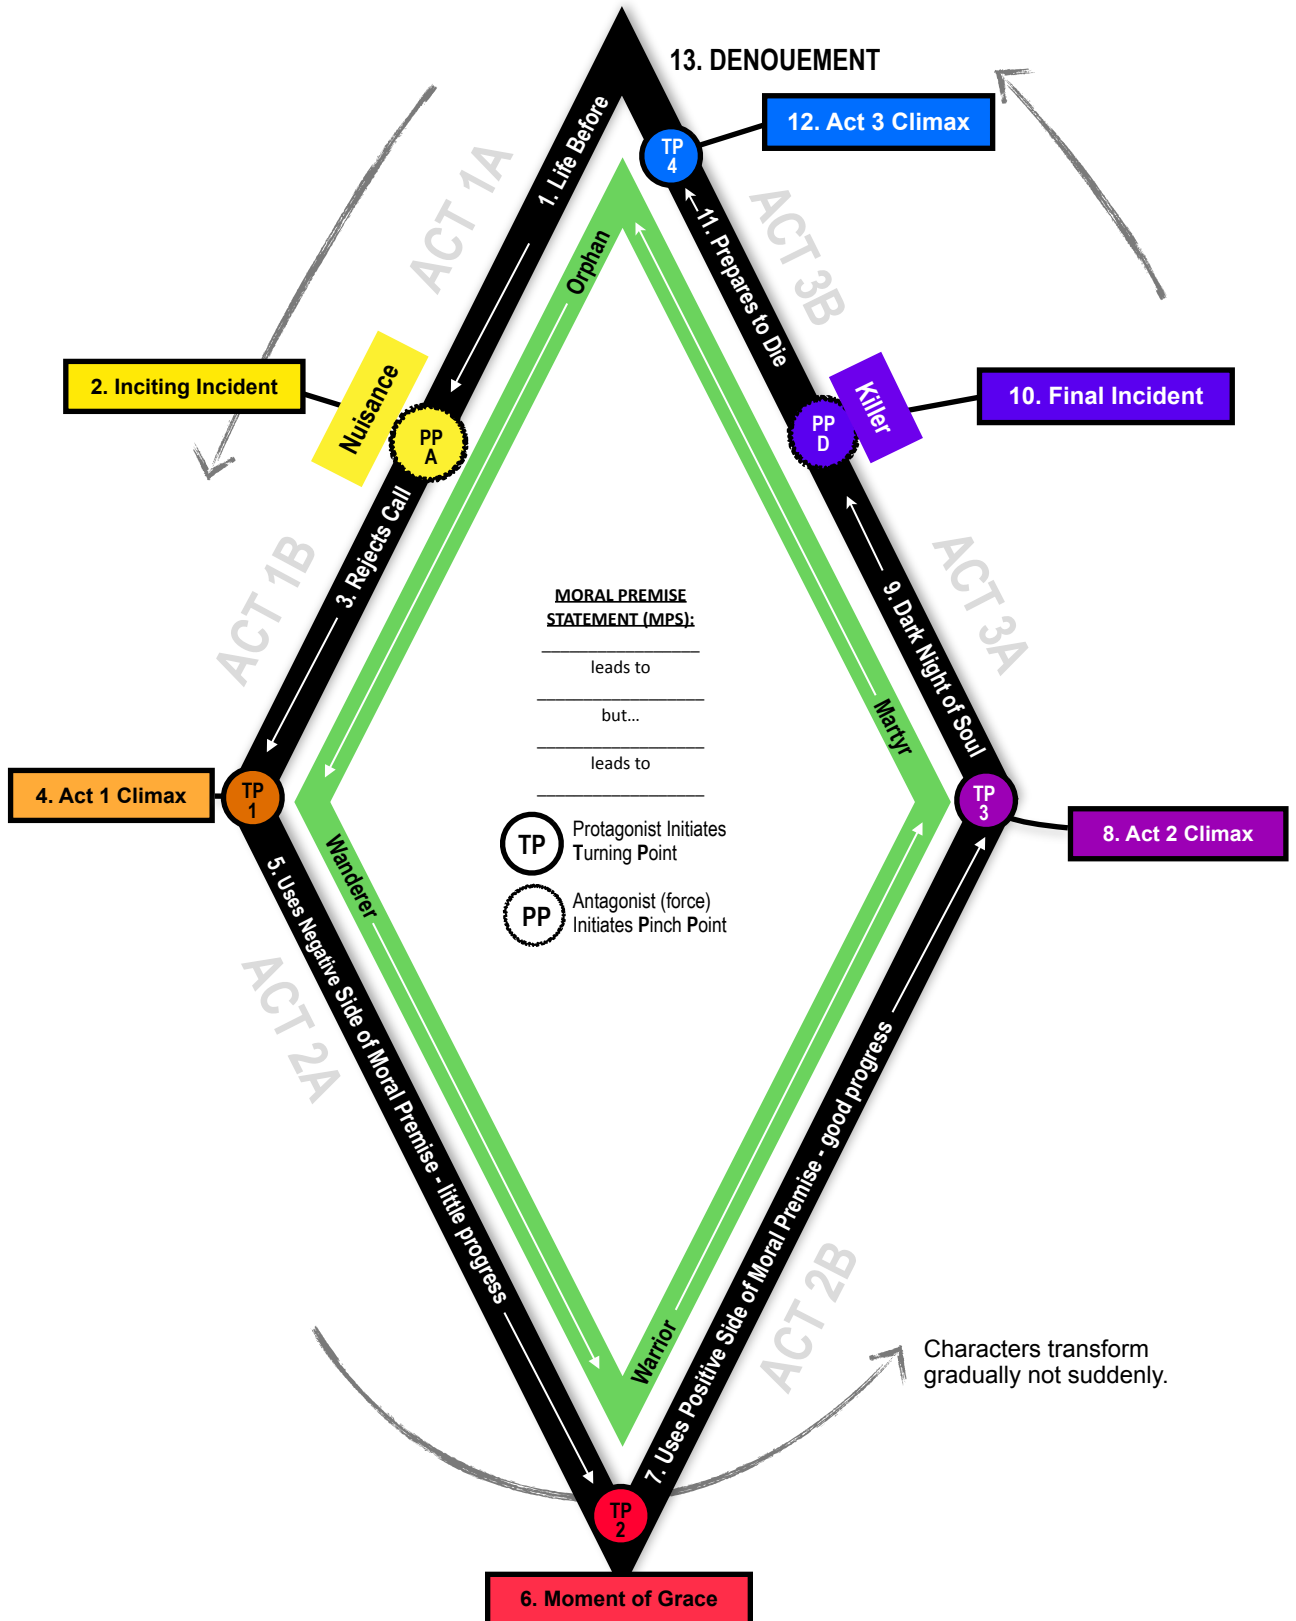 13. DENOUEMENT
12. Act 3 Climax
TP
4
1. Life Before
ACT 1A
11. Prepares to Die
ACT 3B
Orphan
2. Inciting Incident
Nuisance
PP
A
Killer
PP
D
10. Final Incident
3. Rejects Call
ACT 1B
9. Dark Night of Soul
ACT 3A
MORAL PREMISE
STATEMENT (MPS):
___________________
leads to
____________________
but...
____________________
leads to
____________________
Martyr
4. Act 1 Climax
TP
1
TP
3
8. Act 2 Climax
TP
Protagonist Initiates
Turning Point
PP
Antagonist (force)
Initiates Pinch Point
Wanderer
5. Uses Negative Side of Moral Premise - little progress
ACT 2A
7. Uses Positive Side of Moral Premise - good progress
ACT 2B
Warrior
Characters transform
gradually not suddenly.
TP
2
6. Moment of Grace